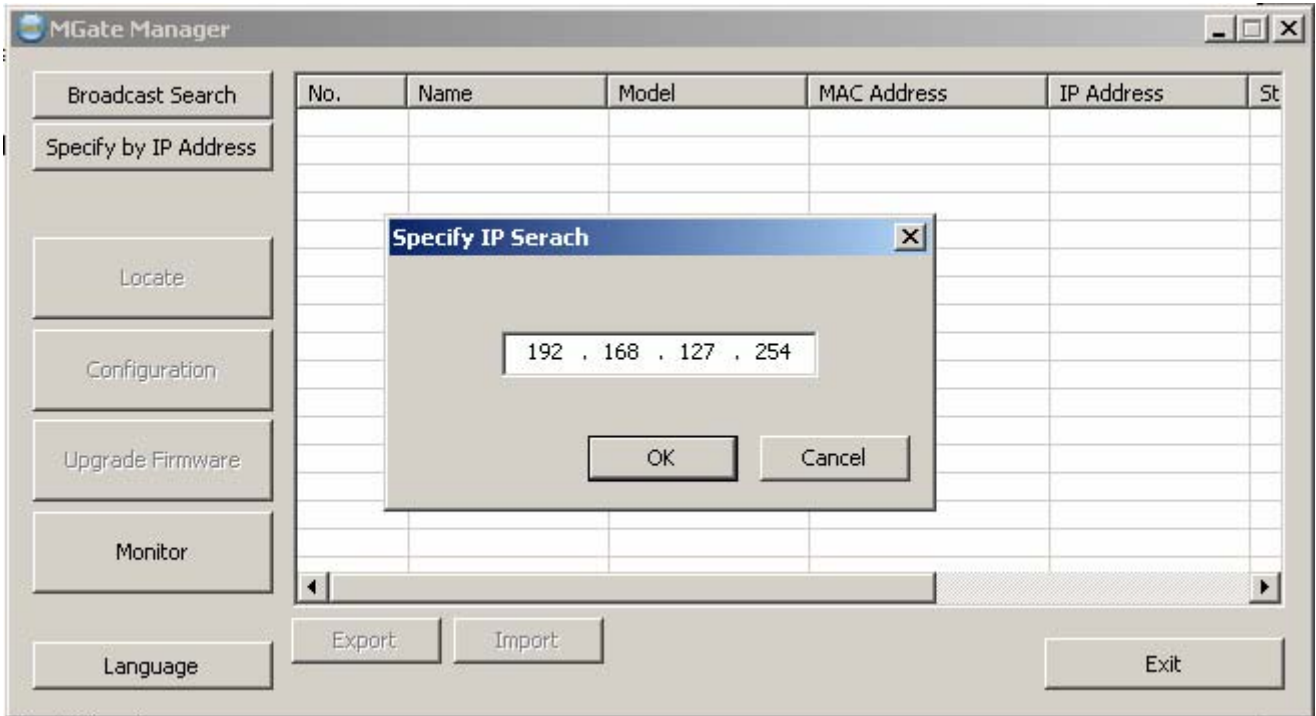 MGate Manager
Broadcast Search
Specify by IP Address
Locate
Configuration
Upgrade Firmware
Monitor
Language
No. Name Model MAC Address IP Address St
Specify IP Serach
192 . 168 . 127 . 254
OK Cancel
Export Import
Exit